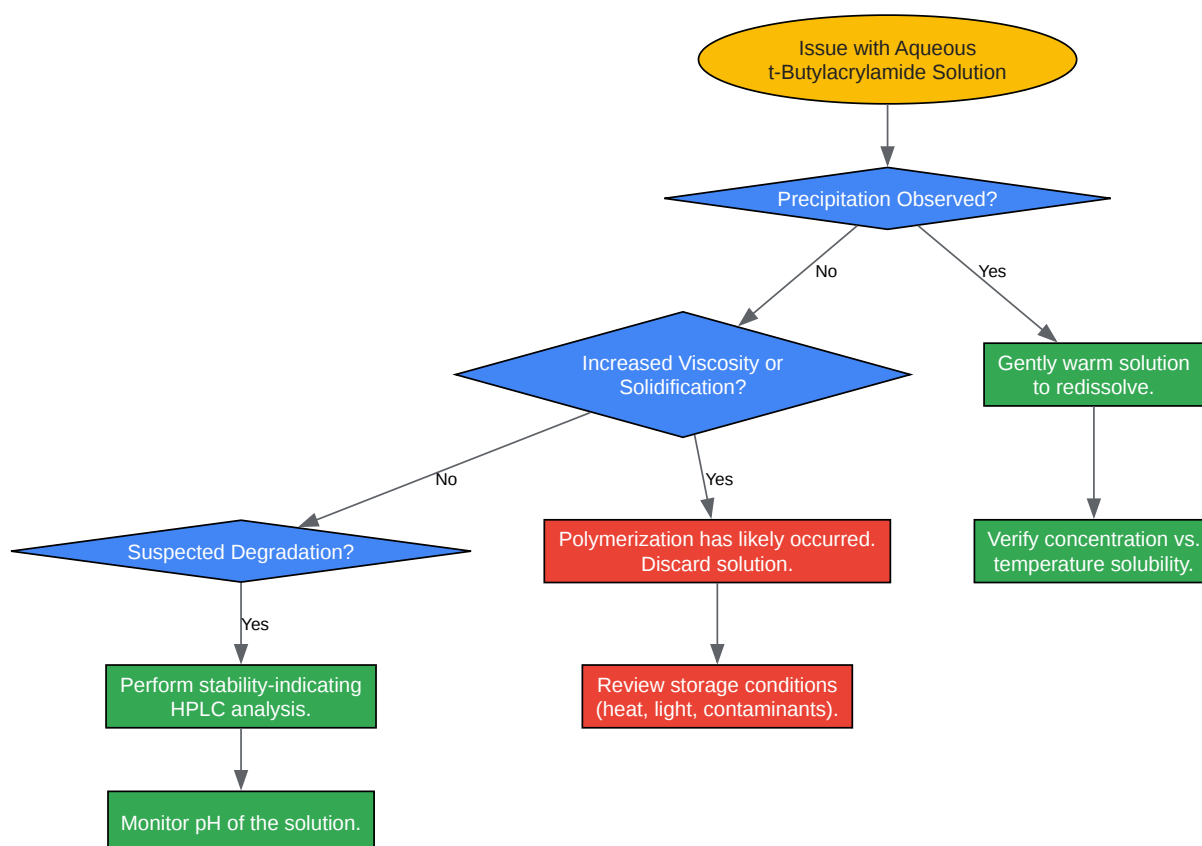 Issue with Aqueous
t-Butylacrylamide Solution
Precipitation Observed?
No
Yes
Increased Viscosity or
Solidification?
Gently warm solution
to redissolve.
No
Yes
Suspected Degradation?
Polymerization has likely occurred.
Discard solution.
Verify concentration vs.
temperature solubility.
Yes
Perform stability-indicating
HPLC analysis.
Review storage conditions
(heat, light, contaminants).
Monitor pH of the solution.